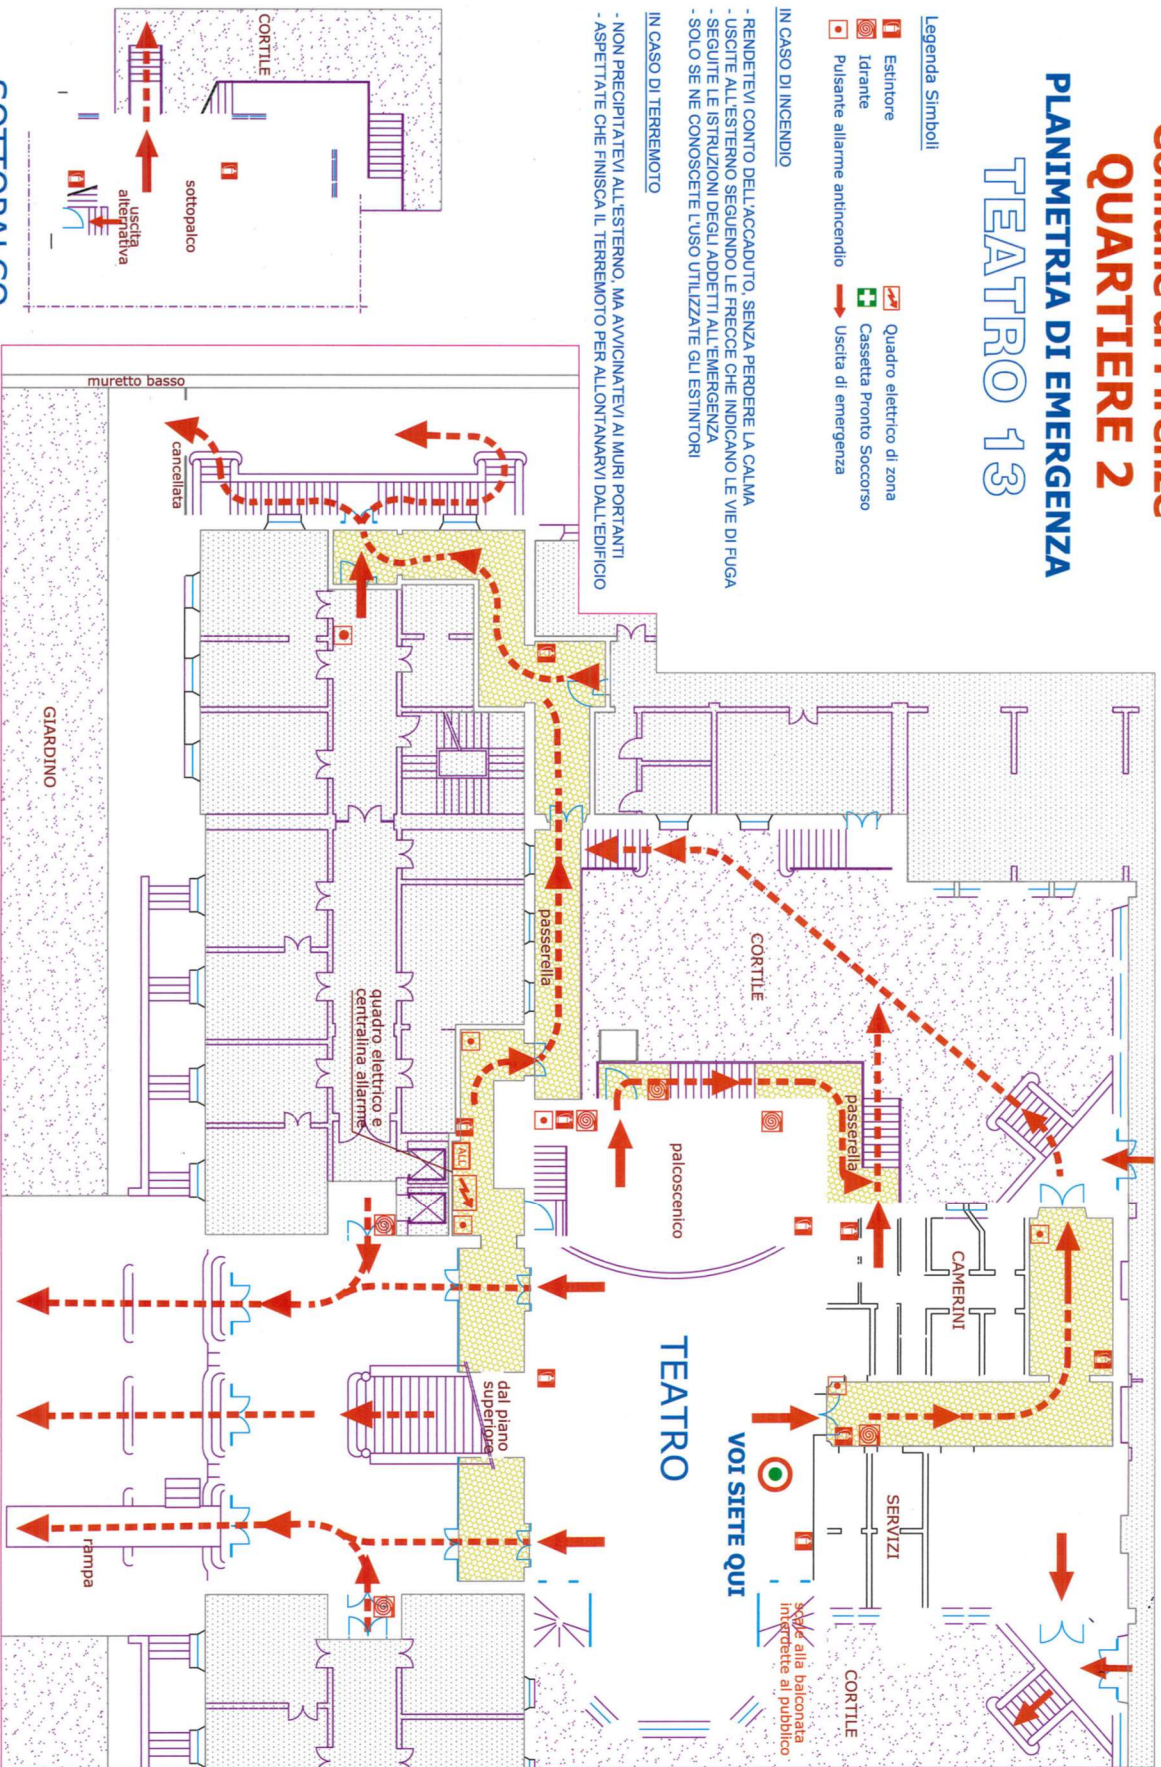 QUARTIERE 2
PLANIMETRIA DI EMERGENZA
TEATRO 13
Legenda Simboli
Estintore
Idrante
Pulsante allarme antincendio
Quadro elettrico di zona
Cassetta Pronto Soccorso
Uscita di emergenza
IN CASO DI INCENDIO
- RENDETEVI CONTO DELL'ACCADUTO, SENZA PERDERE LA CALMA
- USCITE ALL'ESTERNO SEGUENDO LE FRECCE CHE INDICANO LE VIE DI FUGA
- SEGUITE LE ISTRUZIONI DEGLI ADDETTI ALL'EMERGENZA
- SOLO SE NE CONOSCETE L'USO UTILIZZATE GLI ESTINTORI
IN CASO DI TERREMOTO
- NON PRECIPITATEVI ALL'ESTERNO, MA AVVICINATEVI AI MURI PORTANTI
- ASPETTATE CHE FINISCA IL TERREMOTO PER ALLONTANARVI DALL'EDIFICIO
CORTILE
sottopalco
uscita
alternativa
SOTTOPALCO
muretto basso
cancellata
GIARDINO
passerella
CORTILE
quadro elettrico e
centralina allarme
ALL
palcoscenico
passerella
CAMERINI
TEATRO
VOI SIETE QUI
SERVIZI
dal piano
superiore
rampa
scale alla balconata
interdette al pubblico
CORTILE